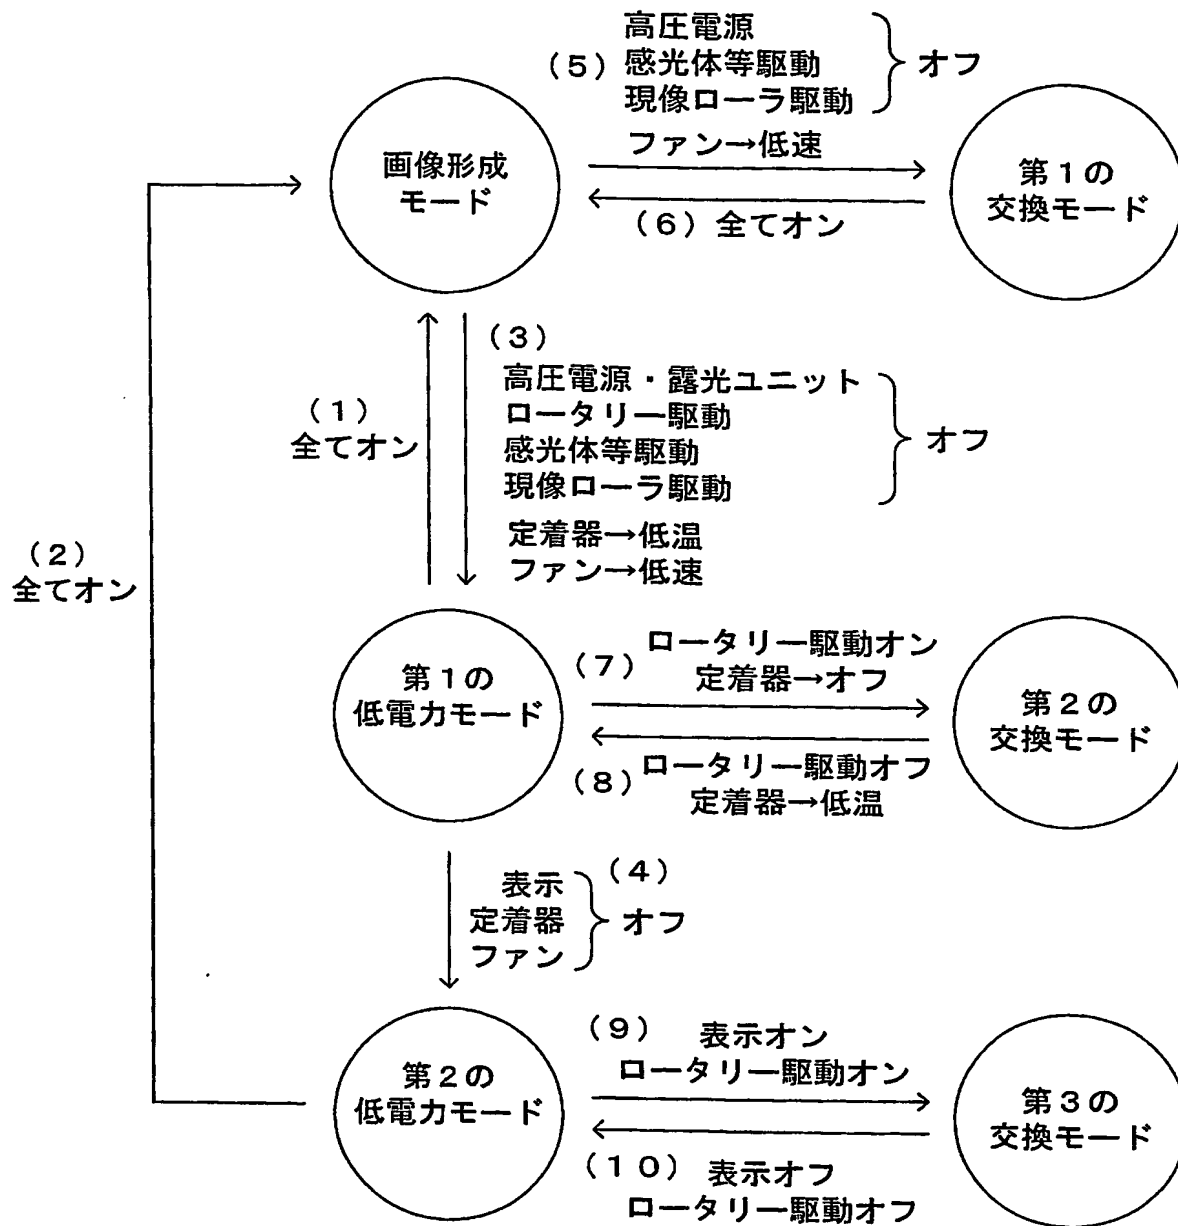 高圧電源
(5) 感光体等駆動
現像ローラ駆動
オフ
ファン→低速
画像形成
モード
第1の
交換モード
(6) 全てオン
(3)
高圧電源・露光ユニット
ロータリー駆動
感光体等駆動
現像ローラ駆動
オフ
定着器→低温
ファン→低速
(1)
全てオン
(2)
全てオン
第1の
低電力モード
(7) ロータリー駆動オン
定着器→オフ
第2の
交換モード
(8) ロータリー駆動オフ
定着器→低温
(4)
表示
定着器
ファン
オフ
第2の
低電力モード
(9) 表示オン
ロータリー駆動オン
第3の
交換モード
(10) 表示オフ
ロータリー駆動オフ